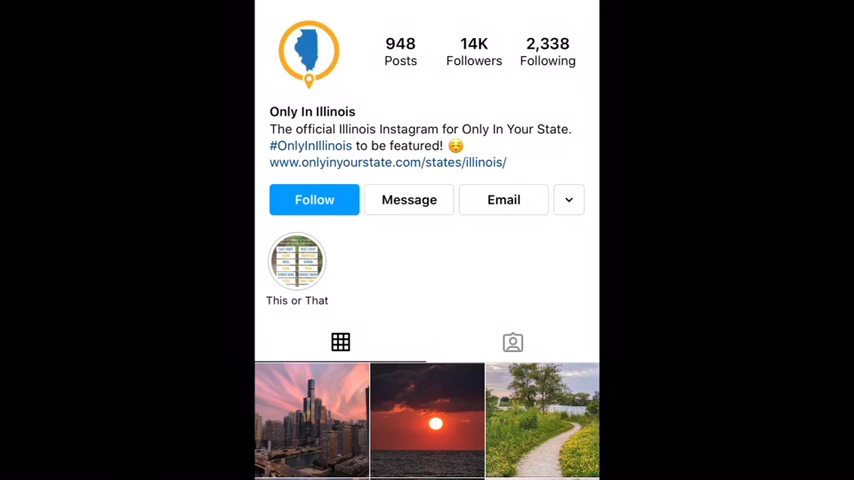 948 14K 2,338
Posts Followers Following
Only In Illinois
The official Illinois Instagram for Only In Your State.
#OnlyInIllinois to be featured! ☺️
www.onlyinyourstate.com/states/illinois/
Follow Message Email
This or That